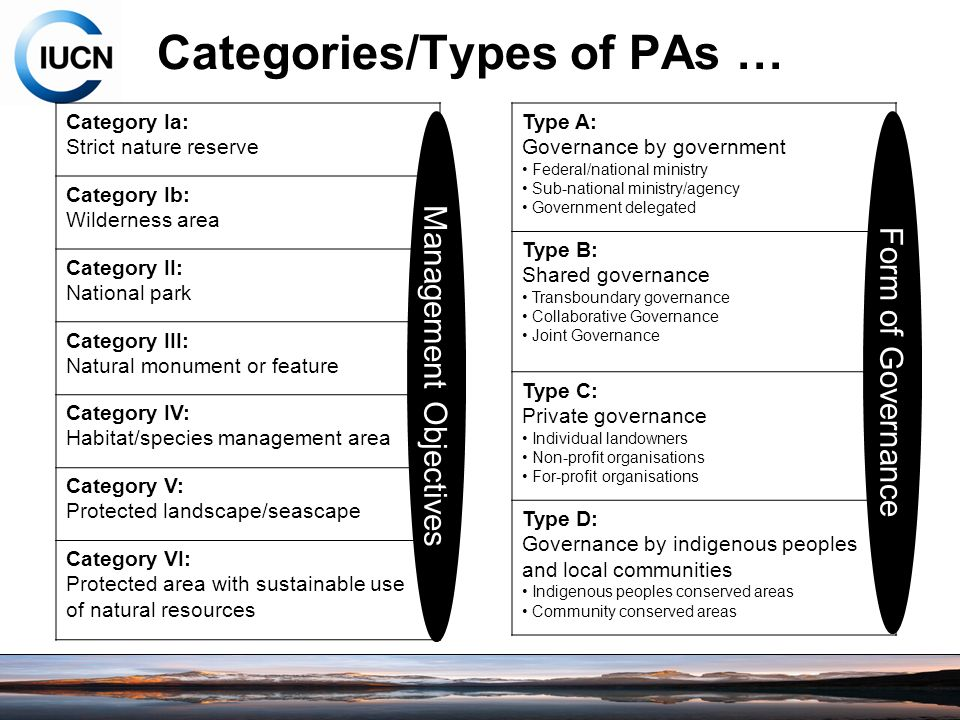 IUCN
Categories/Types of PAs …
Category Ia:
Strict nature reserve
Category Ib:
Wilderness area
Category II:
National park
Category III:
Natural monument or feature
Category IV:
Habitat/species management area
Category V:
Protected landscape/seascape
Category VI:
Protected area with sustainable use
of natural resources
Management Objectives
Type A:
Governance by government
• Federal/national ministry
• Sub-national ministry/agency
• Government delegated
Type B:
Shared governance
• Transboundary governance
• Collaborative Governance
• Joint Governance
Type C:
Private governance
• Individual landowners
• Non-profit organisations
• For-profit organisations
Type D:
Governance by indigenous peoples
and local communities
• Indigenous peoples conserved areas
• Community conserved areas
Form of Governance